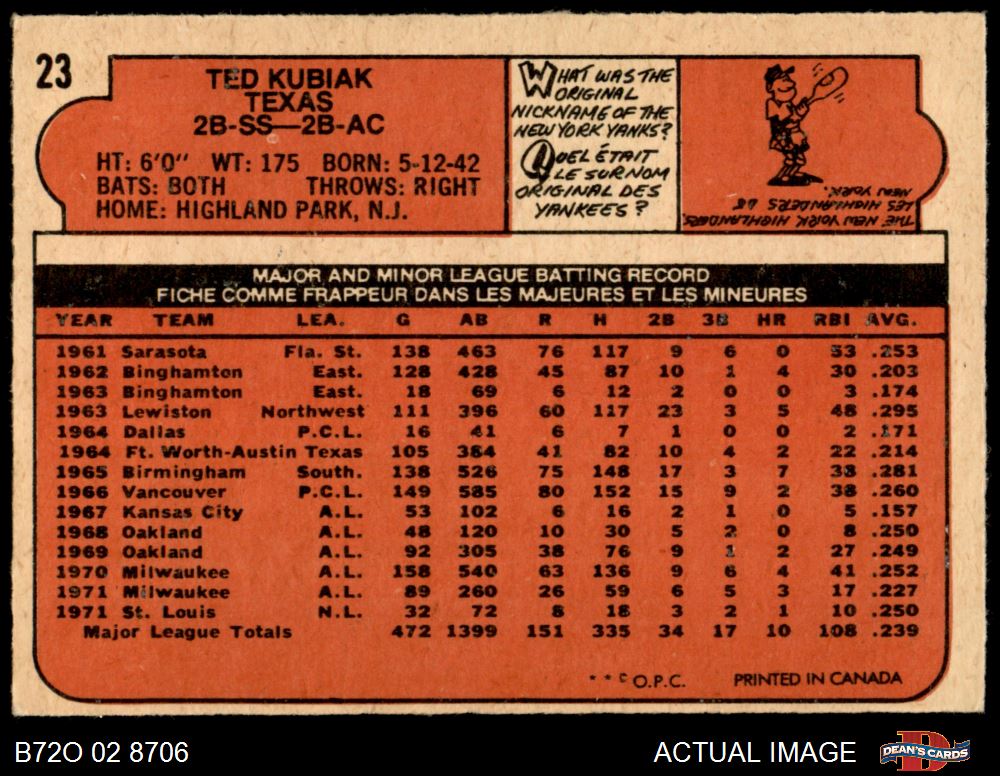 23
TED KUBIAK
TEXAS
2B-SS—2B-AC
HT: 6'0" WT: 175 BORN: 5-12-42
BATS: BOTH THROWS: RIGHT
HOME: HIGHLAND PARK, N.J.
WHAT WAS THE
ORIGINAL
NICKNAME OF THE
NEW YORK YANKS?
QUEL ÉTAIT
LE SURNOM
ORIGINAL DES
YANKEES?
THE NEW YORK HIGHLANDERS.
LES HIGHLANDERS DE
NEW YORK.
MAJOR AND MINOR LEAGUE BATTING RECORD
FICHE COMME FRAPPEUR DANS LES MAJEURES ET LES MINEURES
YEAR TEAM LEA. G AB R H 2B 3B HR RBI AVG.
1961 Sarasota Fla. St. 138 463 76 117 9 6 0 53 .253
1962 Binghamton East. 128 428 45 87 10 1 4 30 .203
1963 Binghamton East. 18 69 6 12 2 0 0 3 .174
1963 Lewiston Northwest 111 396 60 117 23 3 5 48 .295
1964 Dallas P.C.L. 16 41 6 7 1 0 0 2 .171
1964 Ft. Worth-Austin Texas 105 384 41 82 10 4 2 22 .214
1965 Birmingham South. 138 526 75 148 17 3 7 38 .281
1966 Vancouver P.C.L. 149 585 80 152 15 9 2 38 .260
1967 Kansas City A.L. 53 102 6 16 2 1 0 5 .157
1968 Oakland A.L. 48 120 10 30 5 2 0 8 .250
1969 Oakland A.L. 92 305 38 76 9 1 2 27 .249
1970 Milwaukee A.L. 158 540 63 136 9 6 4 41 .252
1971 Milwaukee A.L. 89 260 26 59 6 5 3 17 .227
1971 St. Louis N.L. 32 72 8 18 3 2 1 10 .250
Major League Totals 472 1399 151 335 34 17 10 108 .239
* * © O.P.C. PRINTED IN CANADA
B72O 02 8706 ACTUAL IMAGE DEAN'S CARDS